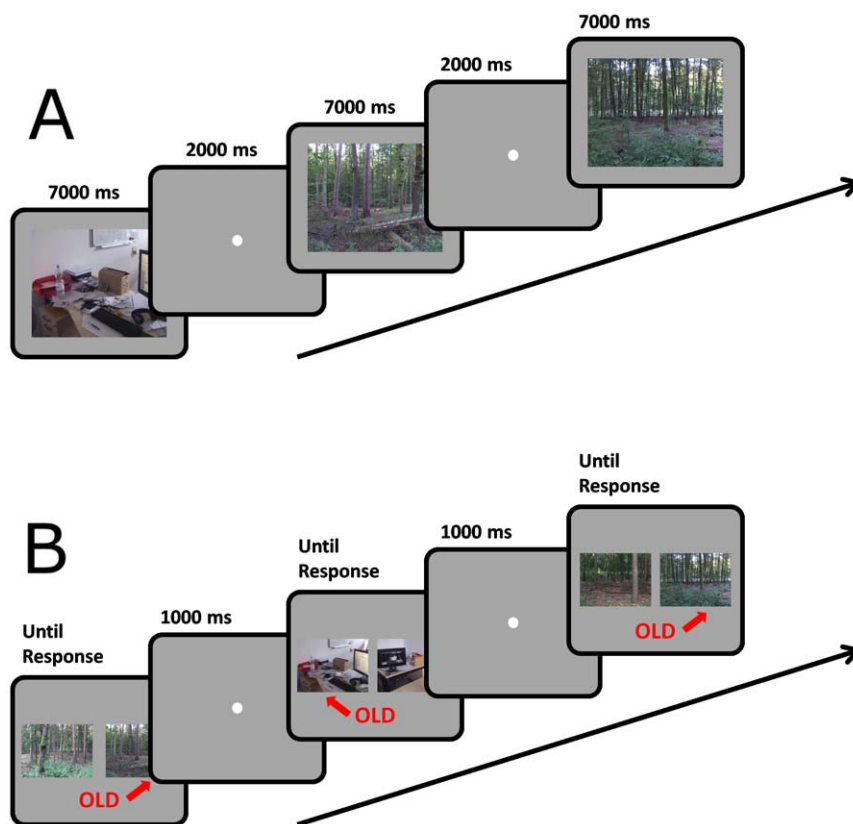 7000 ms
2000 ms
A
7000 ms
2000 ms
7000 ms
Until
Response
1000 ms
B
Until
Response
1000 ms
Until
Response
OLD
OLD
OLD